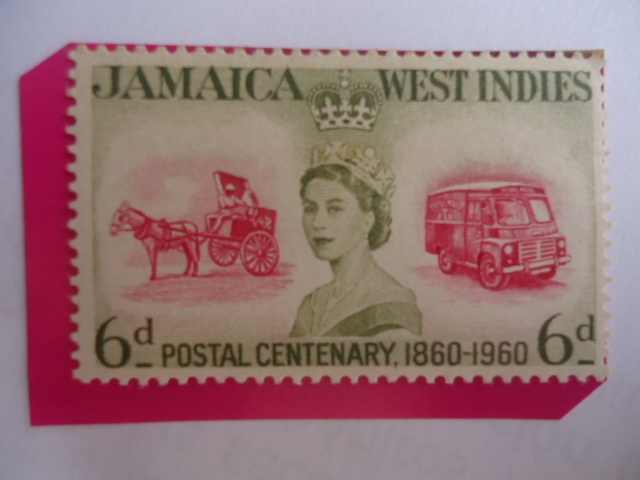 JAMAICA WEST INDIES
6d POSTAL CENTENARY, 1860-1960 6d